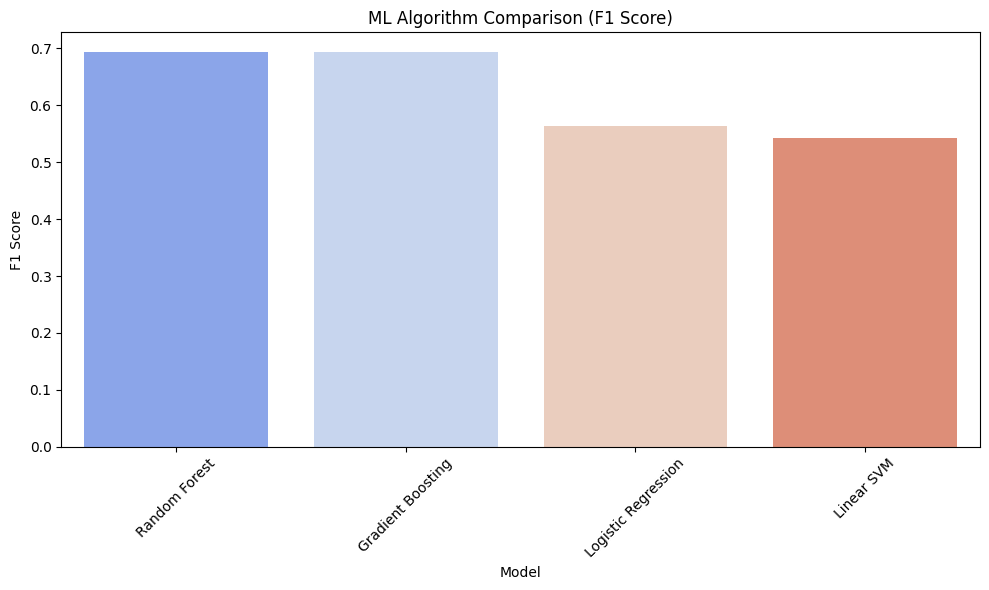 ML Algorithm Comparison (F1 Score)
F1 Score
0.7
0.6
0.5
0.4
0.3
0.2
0.1
0.0
Random Forest
Gradient Boosting
Logistic Regression
Linear SVM
Model